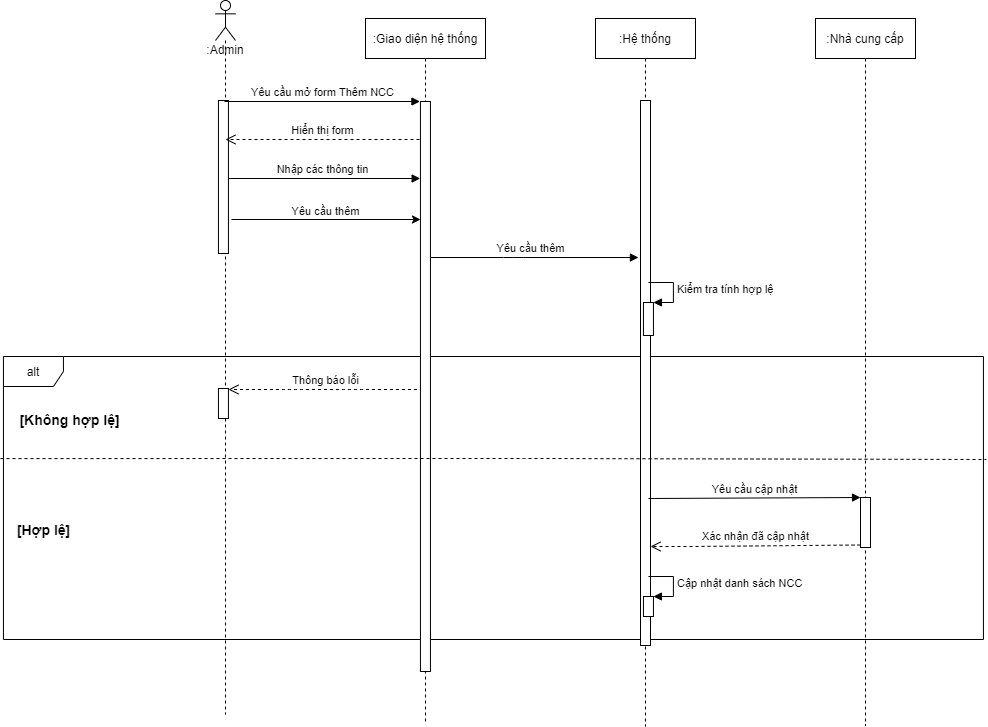 :Admin
:Giao diện hệ thống
:Hệ thống
:Nhà cung cấp
Yêu cầu mở form Thêm NCC
Hiển thị form
Nhập các thông tin
Yêu cầu thêm
Yêu cầu thêm
Kiểm tra tính hợp lệ
alt
Thông báo lỗi
[Không hợp lệ]
Yêu cầu cập nhật
[Hợp lệ]
Xác nhận đã cập nhật
Cập nhật danh sách NCC